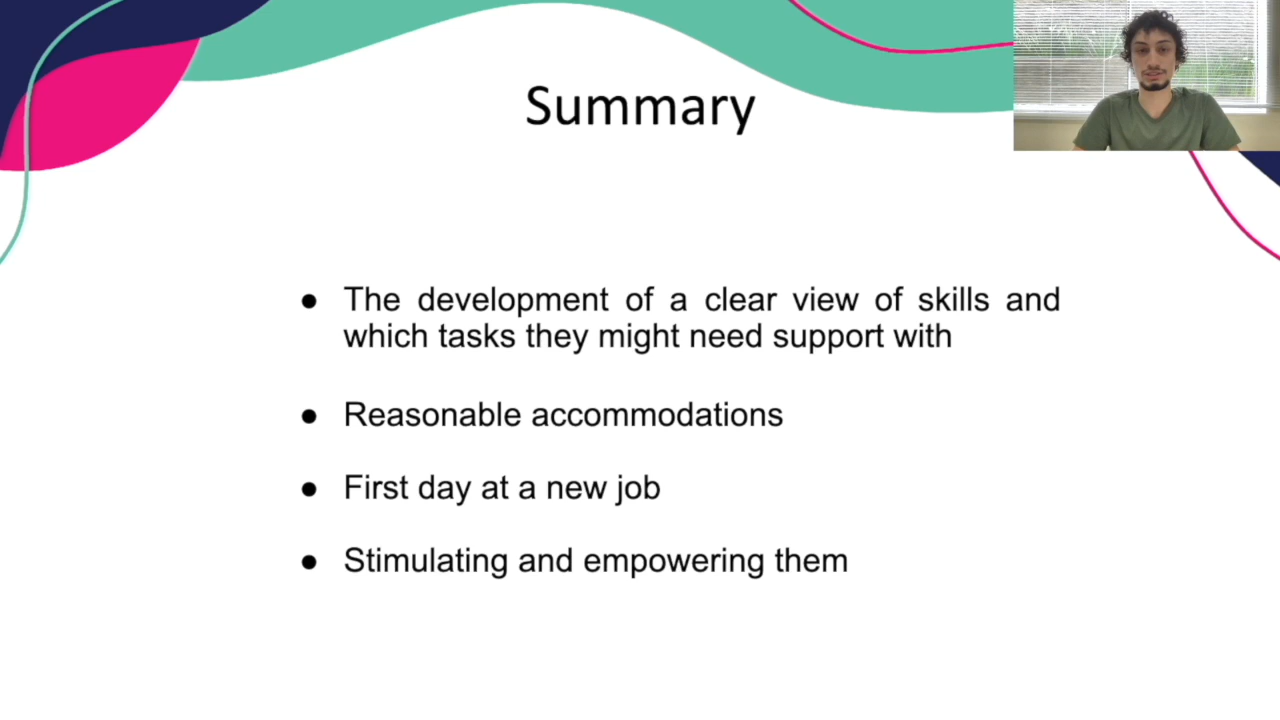 Summary
● The development of a clear view of skills and
which tasks they might need support with
● Reasonable accommodations
● First day at a new job
● Stimulating and empowering them